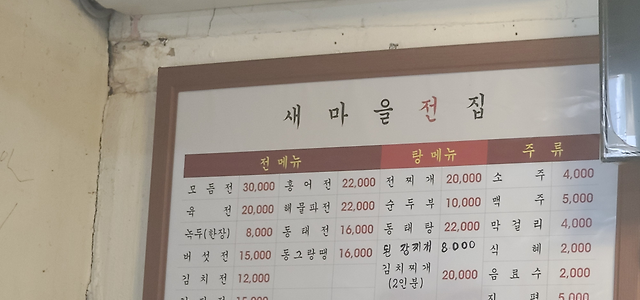 새마을전집
전메뉴 탕메뉴 주류
모듬전 30,000 홍어전 22,000 전찌개 20,000 소주 4,000
육전 20,000 해물파전 22,000 순두부 10,000 맥주 5,000
녹두(한장) 8,000 동태전 16,000 동태탕 22,000 막걸리 4,000
버섯전 15,000 동그랑땡 16,000 된장찌개 8000 식혜 2,000
김치전 12,000 김치찌개 (2인분) 20,000 음료수 2,000
15,000 5,000